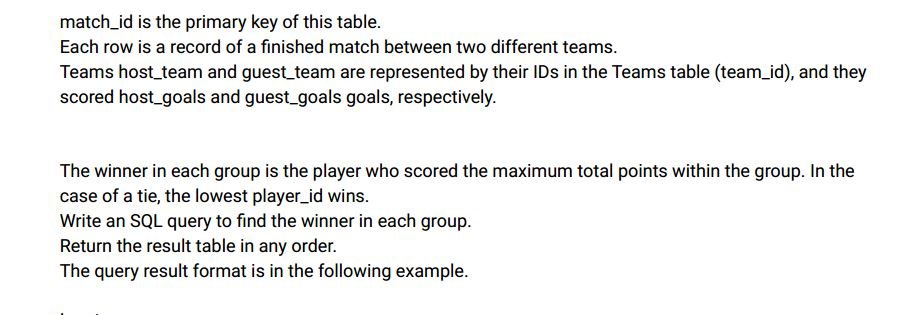 match_id is the primary key of this table.
Each row is a record of a finished match between two different teams.
Teams host_team and guest_team are represented by their IDs in the Teams table (team_id), and they
scored host_goals and guest_goals goals, respectively.
The winner in each group is the player who scored the maximum total points within the group. In the
case of a tie, the lowest player_id wins.
Write an SQL query to find the winner in each group.
Return the result table in any order.
The query result format is in the following example.